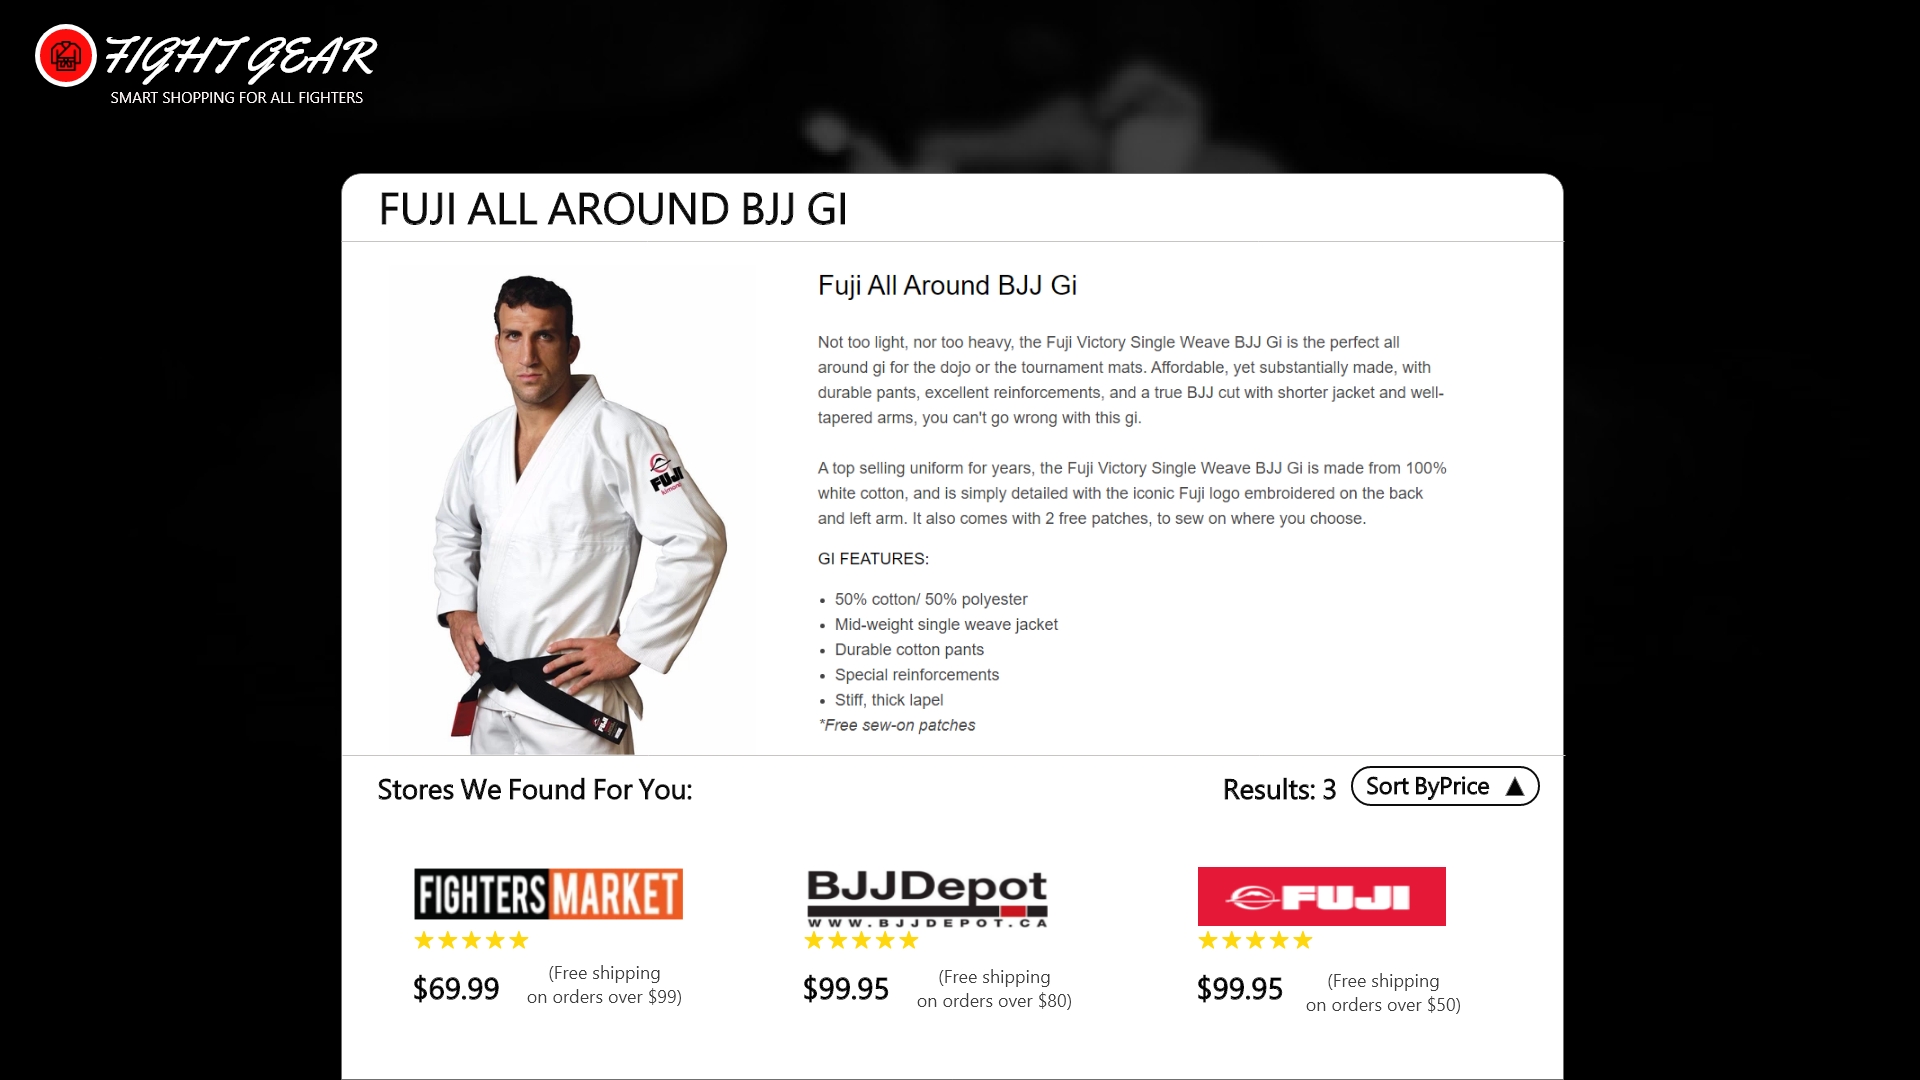 FIGHT GEAR
SMART SHOPPING FOR ALL FIGHTERS
FUJI ALL AROUND BJJ GI
Fuji All Around BJJ Gi
Not too light, nor too heavy, the Fuji Victory Single Weave BJJ Gi is the perfect all
around gi for the dojo or the tournament mats. Affordable, yet substantially made, with
durable pants, excellent reinforcements, and a true BJJ cut with shorter jacket and well-
tapered arms, you can't go wrong with this gi.
A top selling uniform for years, the Fuji Victory Single Weave BJJ Gi is made from 100%
white cotton, and is simply detailed with the iconic Fuji logo embroidered on the back
and left arm. It also comes with 2 free patches, to sew on where you choose.
GI FEATURES:
• 50% cotton/ 50% polyester
• Mid-weight single weave jacket
• Durable cotton pants
• Special reinforcements
• Stiff, thick lapel
*Free sew-on patches
FUJI
FUJI
Stores We Found For You:
Results: 3
Sort ByPrice ▲
FIGHTERS MARKET
$69.99
(Free shipping
on orders over $99)
BJJDepot
WWW.BJJDEPOT.CA
$99.95
(Free shipping
on orders over $80)
FUJI
$99.95
(Free shipping
on orders over $50)